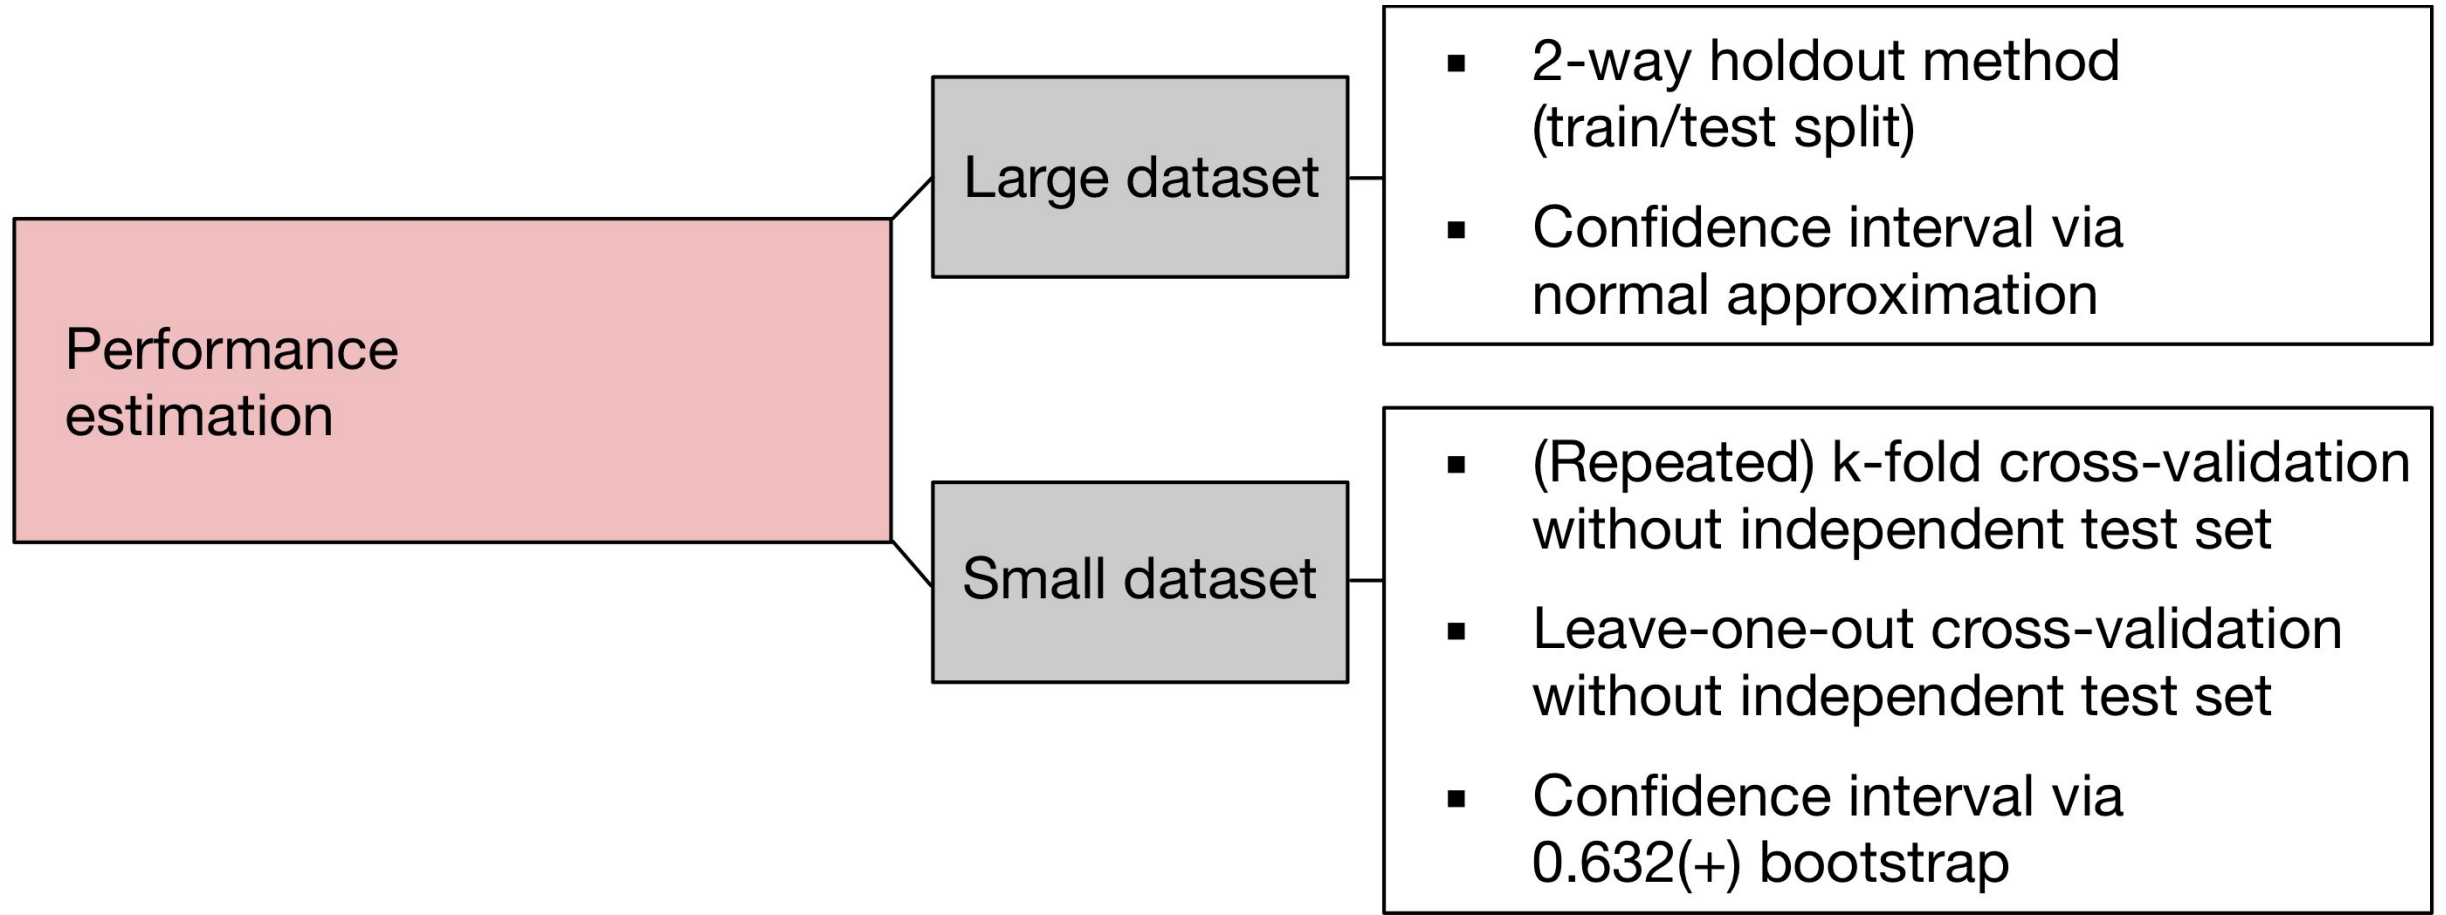 Performance
estimation
Large dataset
▪ 2-way holdout method
(train/test split)
▪ Confidence interval via
normal approximation
Small dataset
▪ (Repeated) k-fold cross-validation
without independent test set
▪ Leave-one-out cross-validation
without independent test set
▪ Confidence interval via
0.632(+) bootstrap